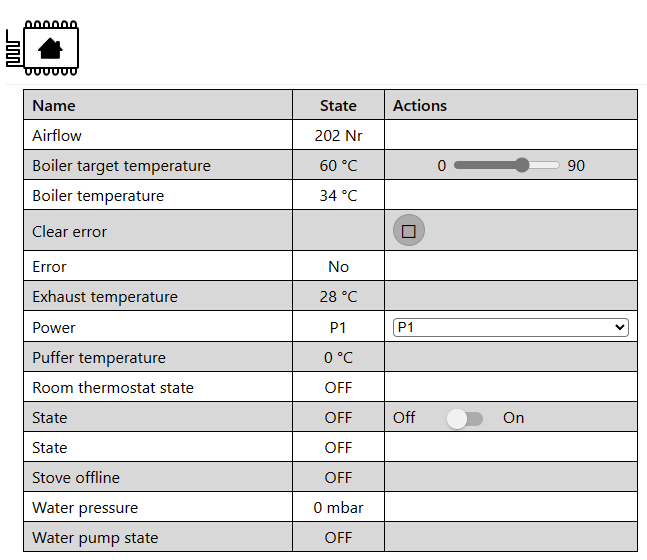 Name State Actions
Airflow 202 Nr
Boiler target temperature 60 °C 0 90
Boiler temperature 34 °C
Clear error
Error No
Exhaust temperature 28 °C
Power P1 P1
Puffer temperature 0 °C
Room thermostat state OFF
State OFF Off On
State OFF
Stove offline OFF
Water pressure 0 mbar
Water pump state OFF